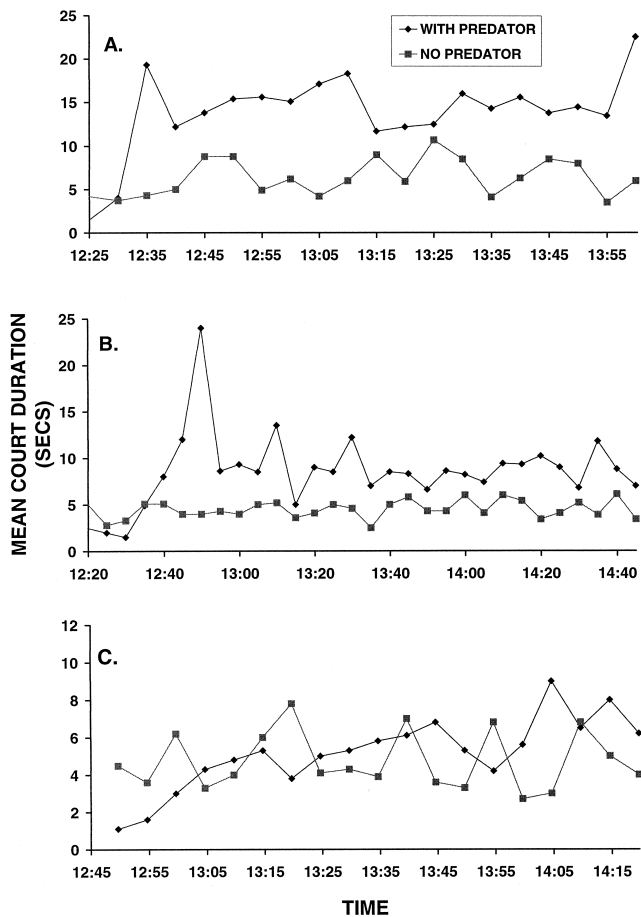 A.
WITH PREDATOR
NO PREDATOR
25
20
15
10
5
0
12:25 12:35 12:45 12:55 13:05 13:15 13:25 13:35 13:45 13:55
MEAN COURT DURATION
(SECS)
B.
25
20
15
10
5
0
12:20 12:40 13:00 13:20 13:40 14:00 14:20 14:40
C.
12
10
8
6
4
2
0
12:45 12:55 13:05 13:15 13:25 13:35 13:45 13:55 14:05 14:15
TIME